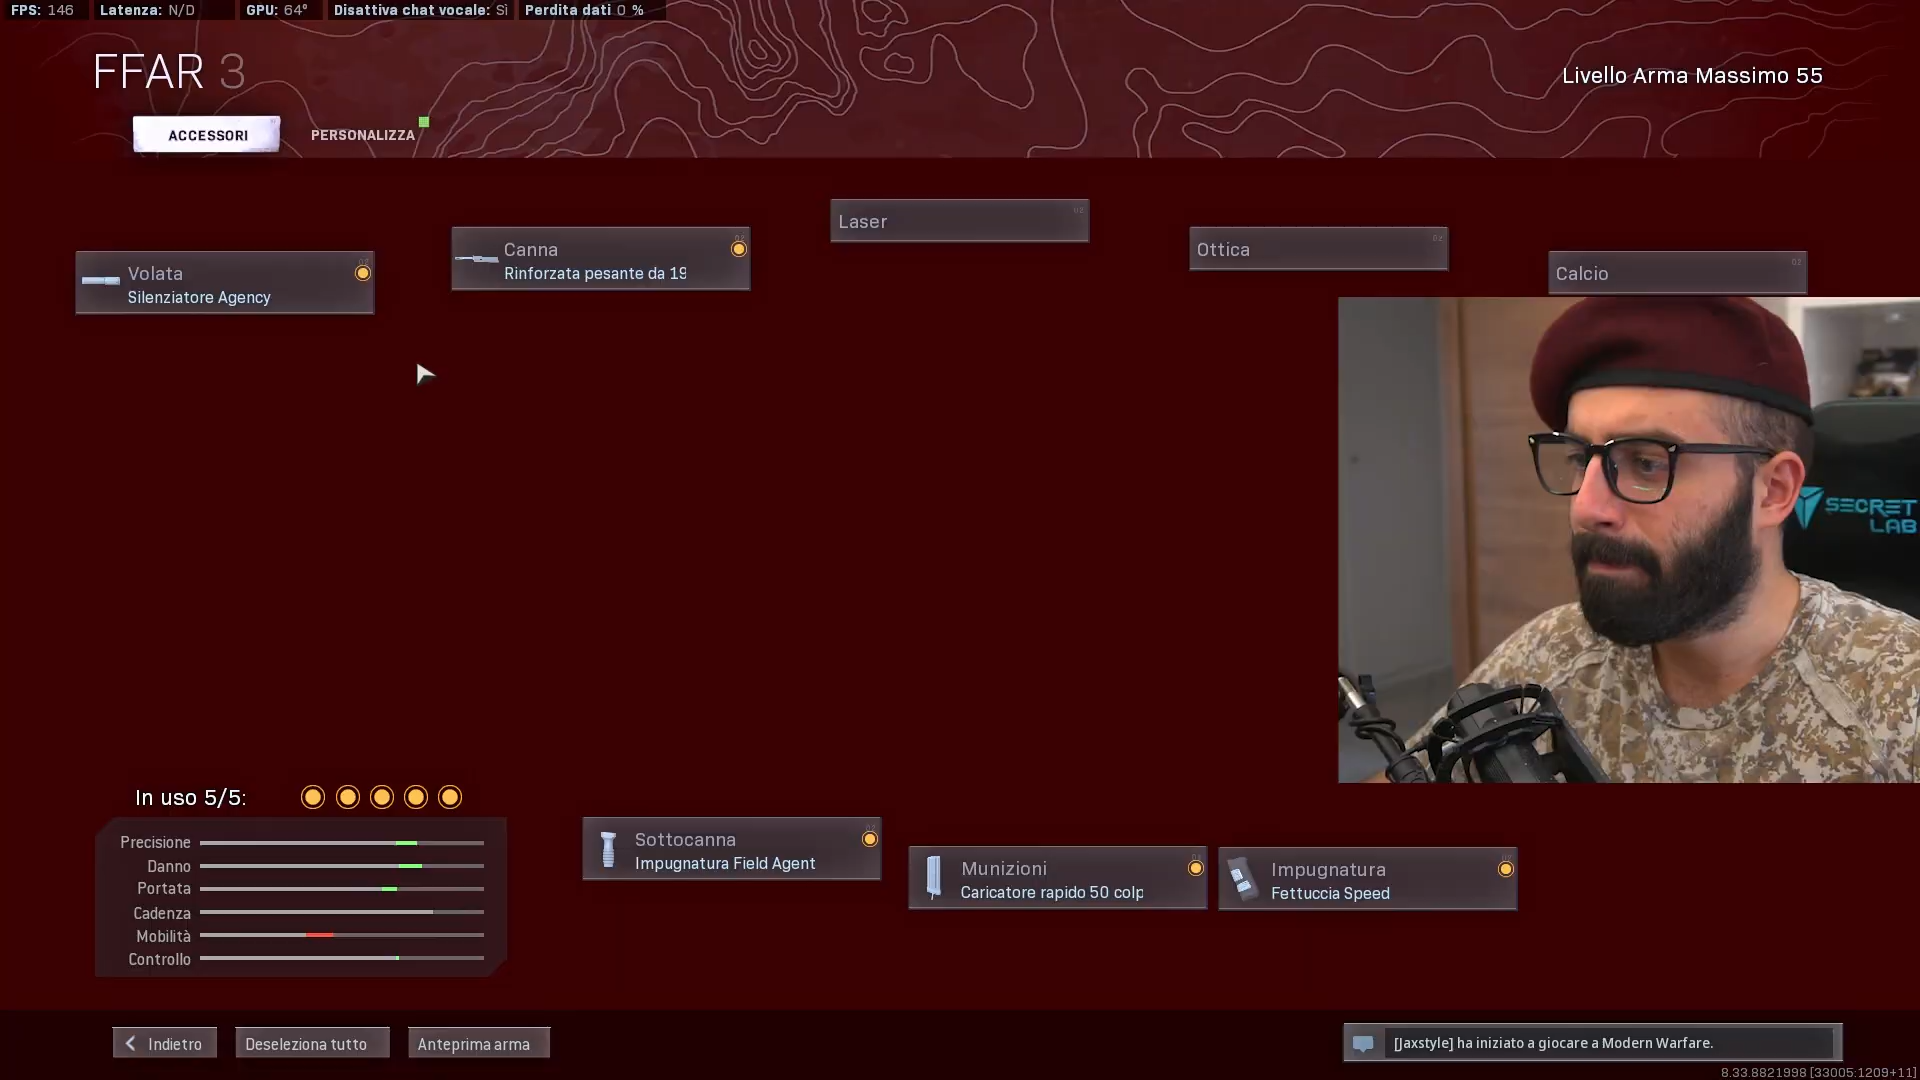 FPS: 146 Latenza: N/D GPU: 64° Disattiva chat vocale: Sì Perdita dati 0 %
FFAR 3
Livello Arma Massimo 55
ACCESSORI PERSONALIZZA
Laser
Canna
Rinforzata pesante da 19
Ottica
Volata
Silenziatore Agency
Calcio
SECRET
LAB
In uso 5/5:
Precisione
Danno
Portata
Cadenza
Mobilità
Controllo
Sottocanna
Impugnatura Field Agent
Munizioni
Caricatore rapido 50 colp
Impugnatura
Fettuccia Speed
Indietro Deseleziona tutto Anteprima arma
[Jaxstyle] ha iniziato a giocare a Modern Warfare.
8.33.8821998 [33005:1209+11]